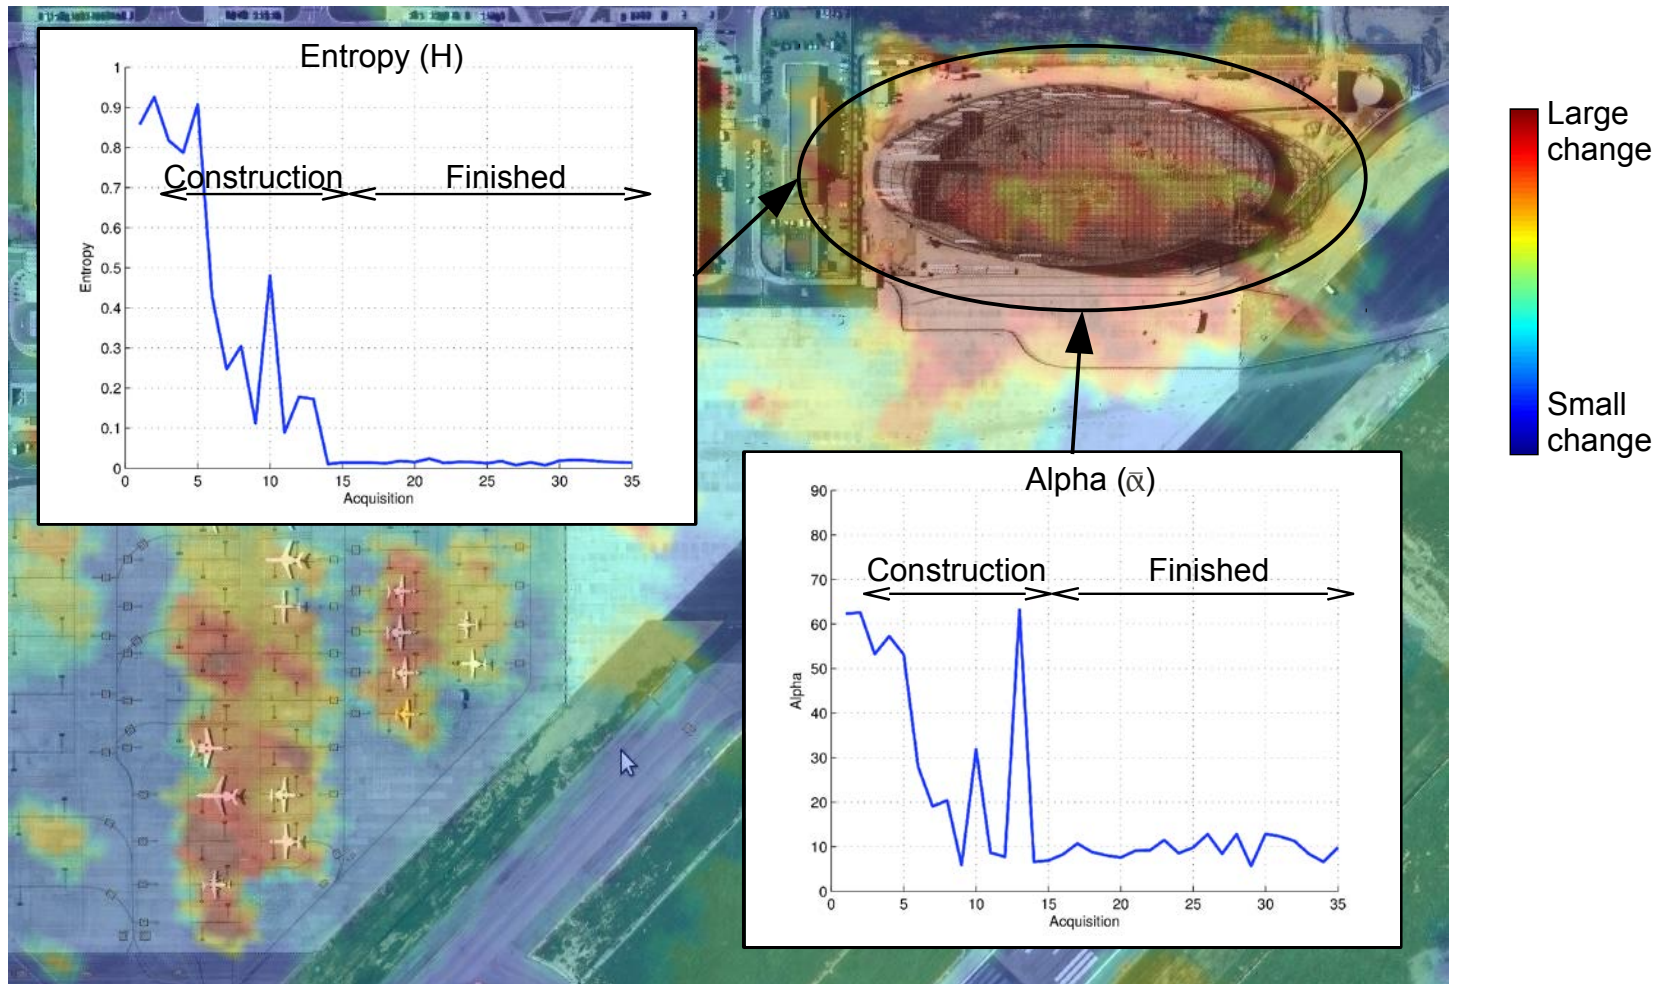 Entropy (H)
1
0.9
0.8
0.7
0.6
0.5
0.4
0.3
0.2
0.1
0
Entropy
Construction
Finished
0 5 10 15 20 25 30 35
Acquisition
Large
change
Small
change
Alpha (ᾱ)
90
80
70
60
50
40
30
20
10
0
Alpha
Construction
Finished
0 5 10 15 20 25 30 35
Acquisition